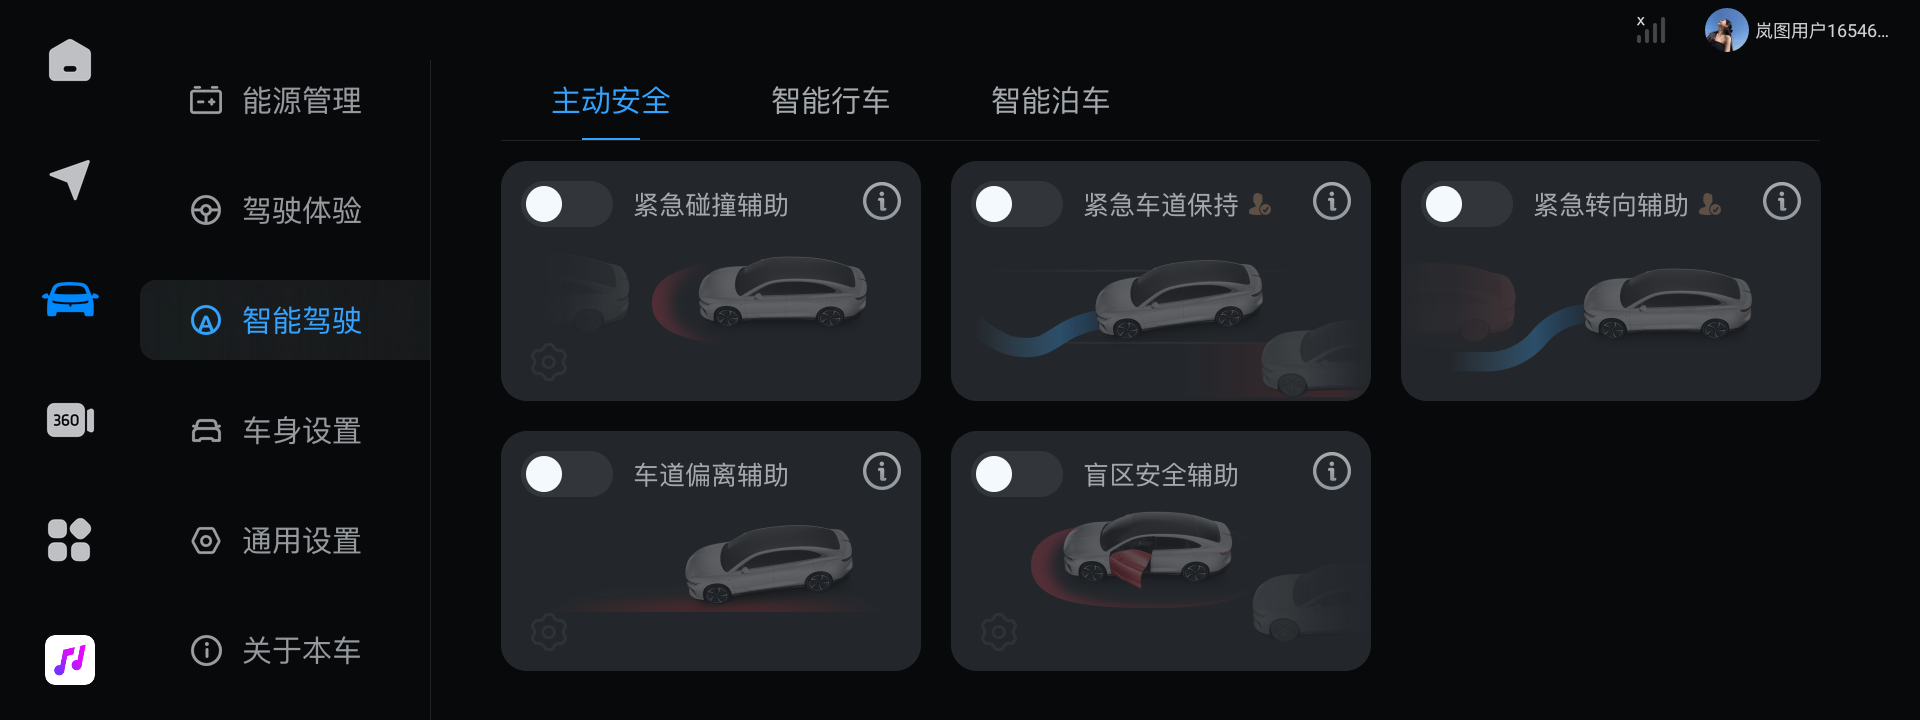 x
岚图用户16546...
能源管理
驾驶体验
智能驾驶
车身设置
通用设置
关于本车
360
主动安全
智能行车
智能泊车
紧急碰撞辅助
紧急车道保持
紧急转向辅助
车道偏离辅助
盲区安全辅助